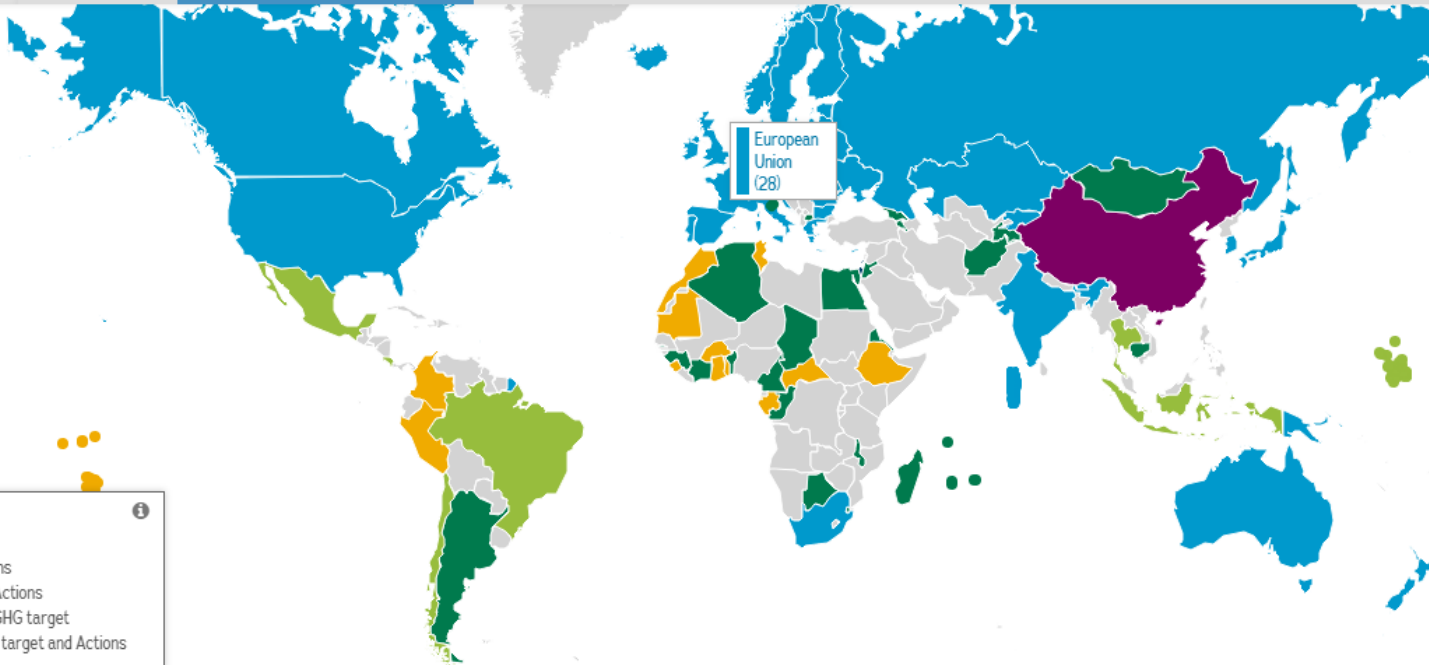 European
Union
(28)
ns
Actions
GHG target
target and Actions